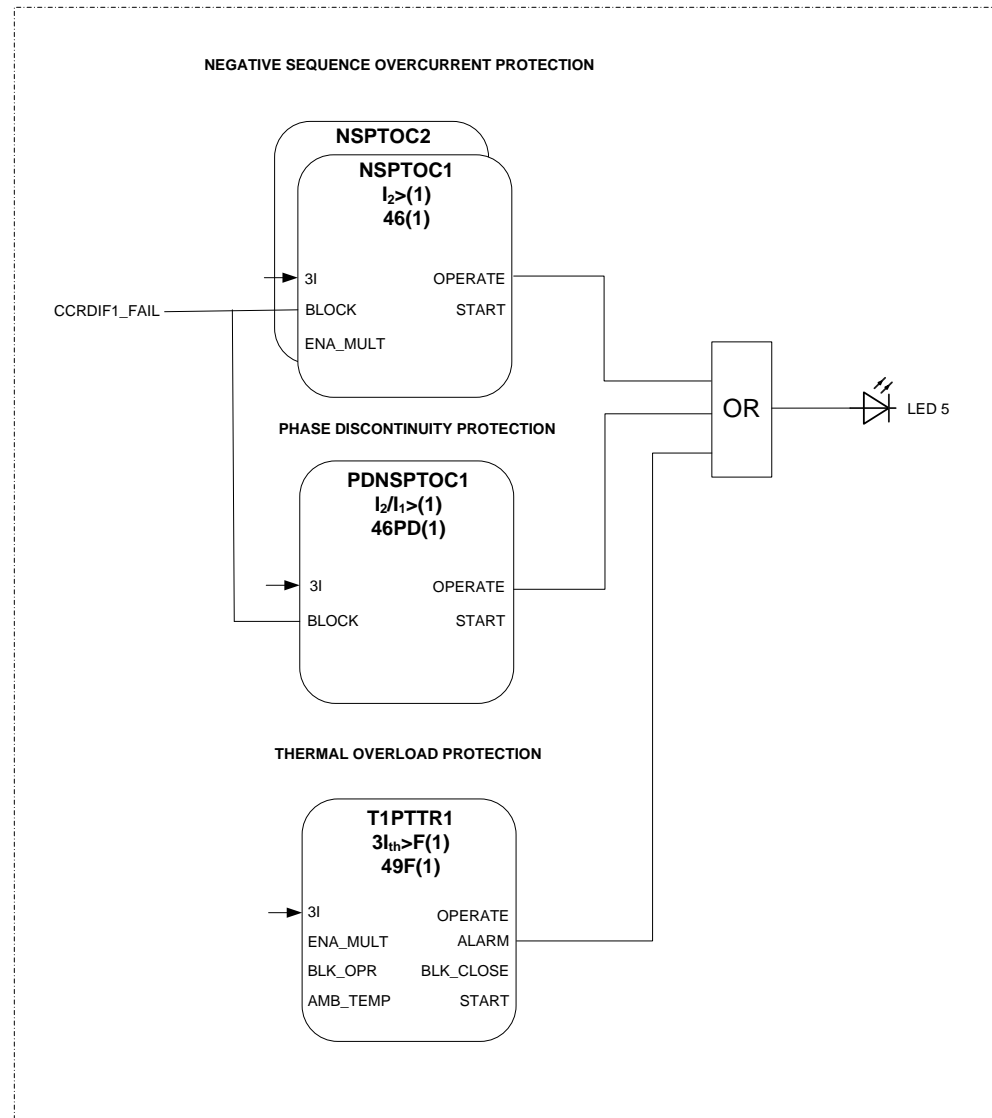 NEGATIVE SEQUENCE OVERCURRENT PROTECTION
NSPTOC2
NSPTOC1
I₂>(1)
46(1)
3I
OPERATE
CCRDIF1_FAIL
BLOCK
START
ENA_MULT
OR
LED 5
PHASE DISCONTINUITY PROTECTION
PDNSPTOC1
I₂/I₁>(1)
46PD(1)
3I
OPERATE
BLOCK
START
THERMAL OVERLOAD PROTECTION
T1PTTR1
3Iₜₕ>F(1)
49F(1)
3I
OPERATE
ENA_MULT
ALARM
BLK_OPR
BLK_CLOSE
AMB_TEMP
START